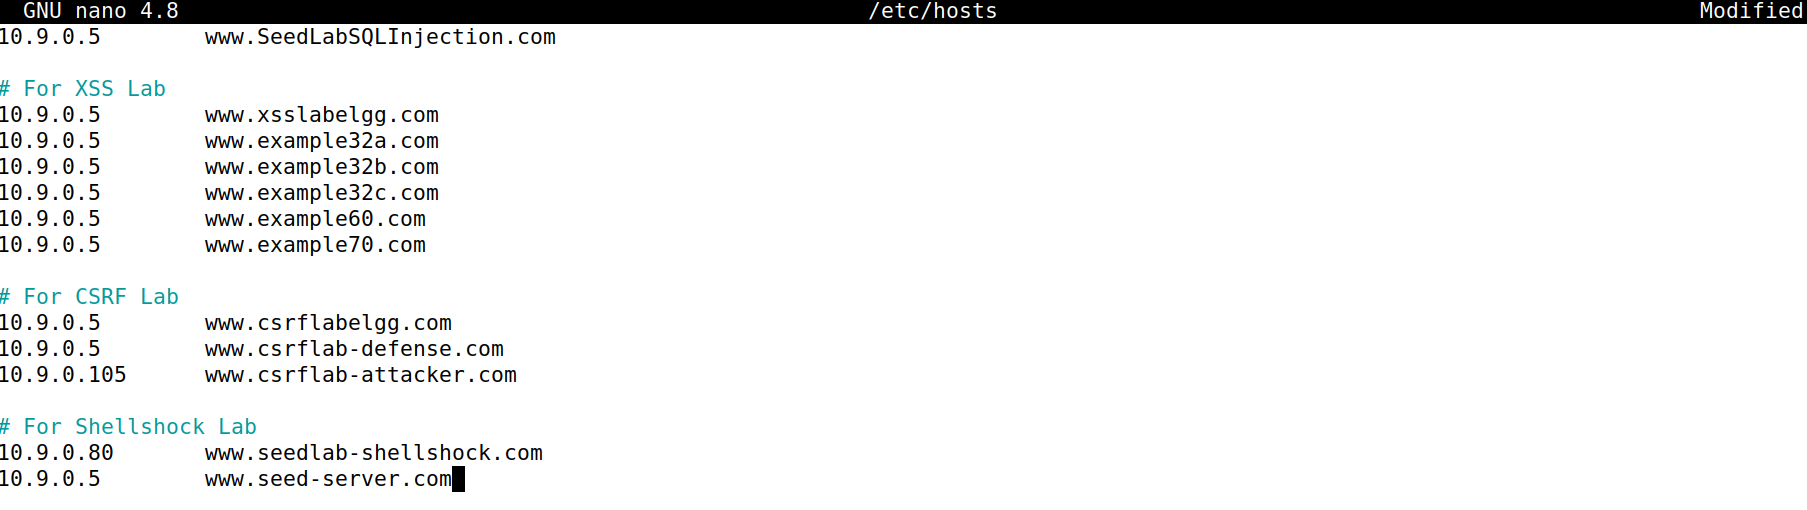 GNU nano 4.8 /etc/hosts Modified
10.9.0.5 www.SeedLabSQLInjection.com
# For XSS Lab
10.9.0.5 www.xsslabelgg.com
10.9.0.5 www.example32a.com
10.9.0.5 www.example32b.com
10.9.0.5 www.example32c.com
10.9.0.5 www.example60.com
10.9.0.5 www.example70.com
# For CSRF Lab
10.9.0.5 www.csrflabelgg.com
10.9.0.5 www.csrflab-defense.com
10.9.0.105 www.csrflab-attacker.com
# For Shellshock Lab
10.9.0.80 www.seedlab-shellshock.com
10.9.0.5 www.seed-server.com